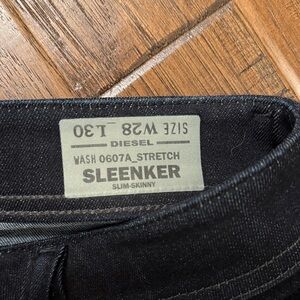 SIZE W28 L30
DIESEL
WASH 0607A_STRETCH
SLEENKER
SLIM-SKINNY